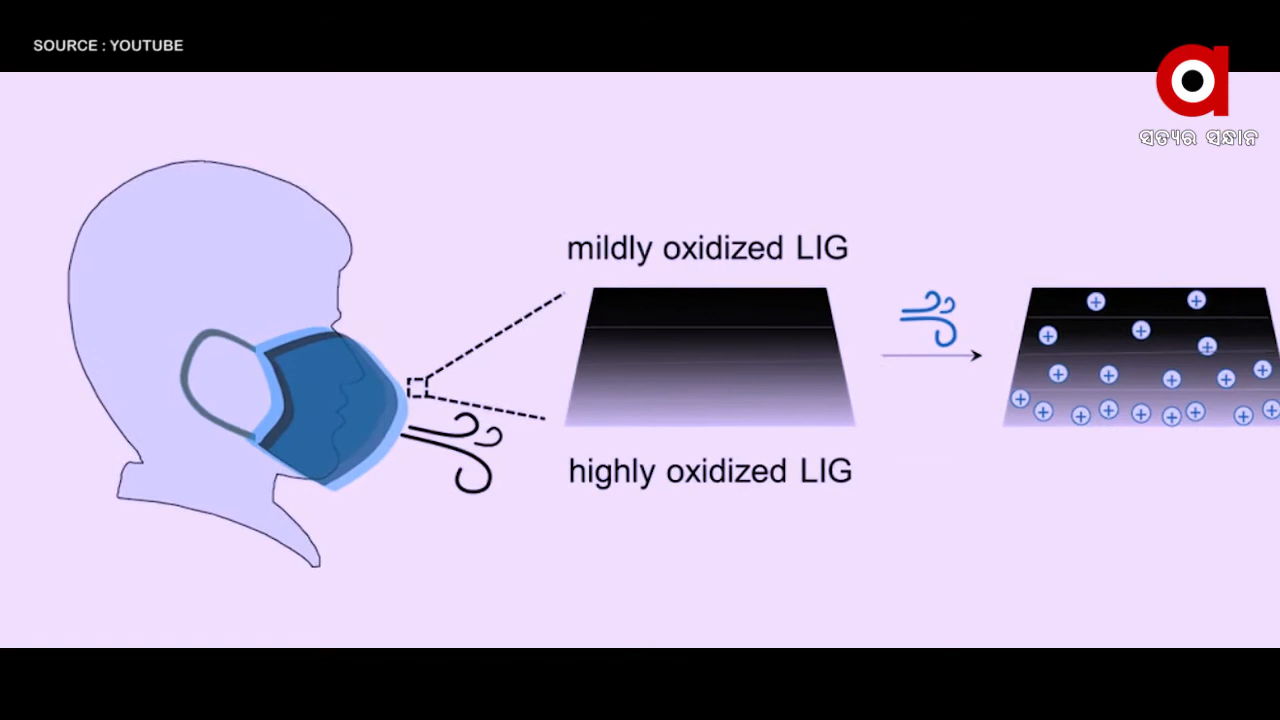 SOURCE : YOUTUBE
ସତ୍ୟର ସନ୍ଧାନ
mildly oxidized LIG
highly oxidized LIG